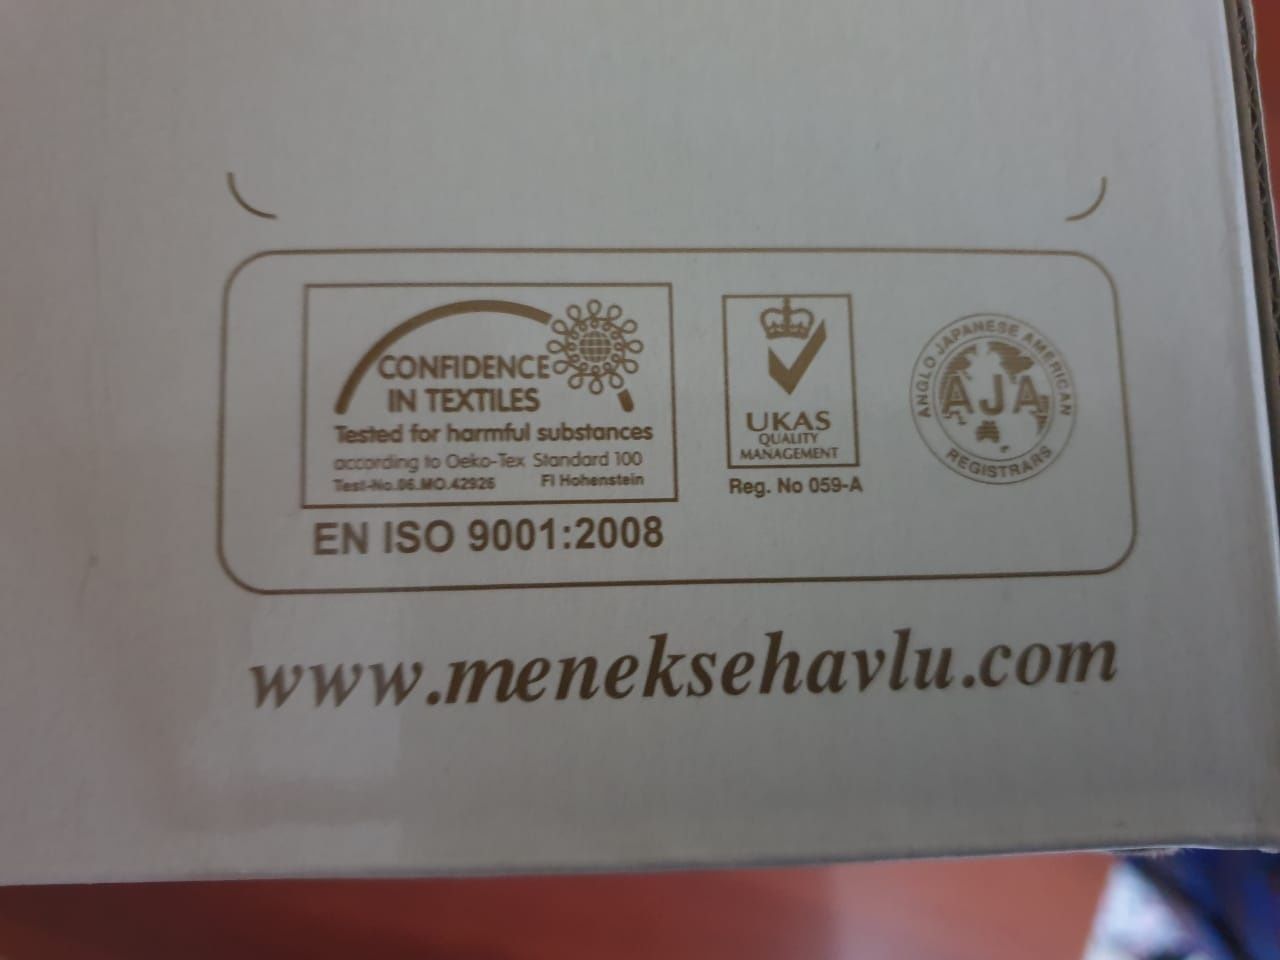 CONFIDENCE
IN TEXTILES
Tested for harmful substances
according to Oeko-Tex Standard 100
Test-No.06.MO.42926 FI Hohenstein
EN ISO 9001:2008
UKAS
QUALITY
MANAGEMENT
Reg. No 059-A
ANGLO JAPANESE AMERICAN
AJA
REGISTRARS
www.meneksehavlu.com